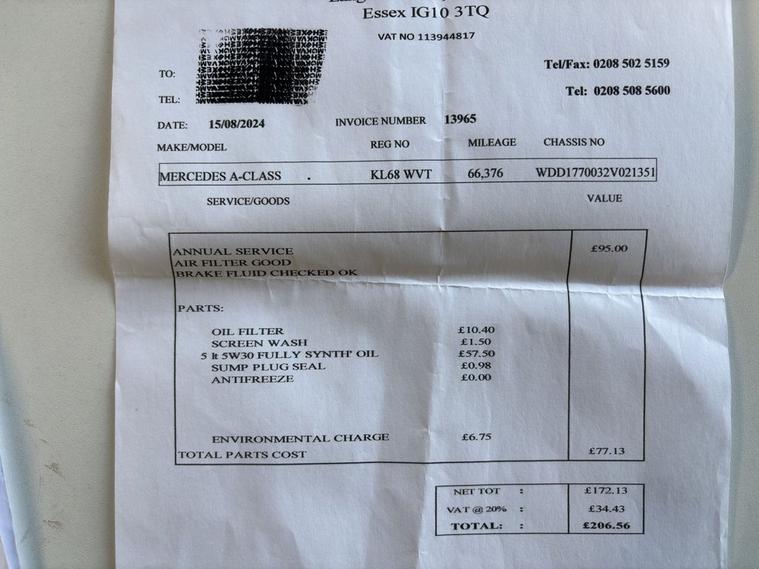 Essex IG10 3TQ
VAT NO 113944817
Tel/Fax: 0208 502 5159
TO:
Tel: 0208 508 5600
TEL:
DATE: 15/08/2024 INVOICE NUMBER 13965
MAKE/MODEL REG NO MILEAGE CHASSIS NO
MERCEDES A-CLASS . KL68 WVT 66,376 WDD1770032V021351
SERVICE/GOODS VALUE
ANNUAL SERVICE £95.00
AIR FILTER GOOD
BRAKE FLUID CHECKED OK
PARTS:
OIL FILTER £10.40
SCREEN WASH £1.50
5 lt 5W30 FULLY SYNTH' OIL £57.50
SUMP PLUG SEAL £0.98
ANTIFREEZE £0.00
ENVIRONMENTAL CHARGE £6.75
TOTAL PARTS COST £77.13
NET TOT : £172.13
VAT @ 20% : £34.43
TOTAL: : £206.56